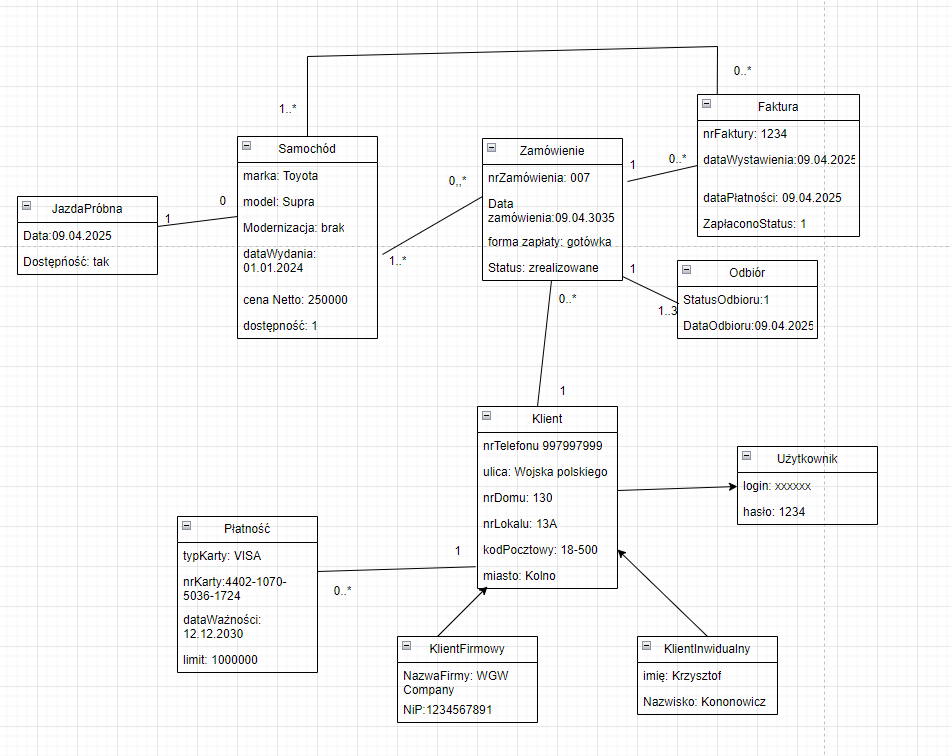 0..*
1..*
Faktura
nrFaktury: 1234
dataWystawienia:09.04.2025
dataPłatności: 09.04.2025
ZapłaconoStatus: 1
Samochód
marka: Toyota
model: Supra
Modernizacja: brak
dataWydania:
01.01.2024
cena Netto: 250000
dostępność: 1
Zamówienie
nrZamówienia: 007
Data
zamówienia:09.04.3035
forma zapłaty: gotówka
Status: zrealizowane
1
0..*
0,,*
1..*
JazdaPróbna
Data:09.04.2025
Dostępńość: tak
1
0
Odbiór
StatusOdbioru:1
DataOdbioru:09.04.2025
1
1..3
0..*
1
Klient
nrTelefonu 997997999
ulica: Wojska polskiego
nrDomu: 130
nrLokalu: 13A
kodPocztowy: 18-500
miasto: Kolno
Użytkownik
login: xxxxxx
hasło: 1234
Płatność
typKarty: VISA
nrKarty:4402-1070-
5036-1724
dataWażności:
12.12.2030
limit: 1000000
1
0..*
KlientFirmowy
NazwaFirmy: WGW
Company
NiP:1234567891
KlientInwidualny
imię: Krzysztof
Nazwisko: Kononowicz